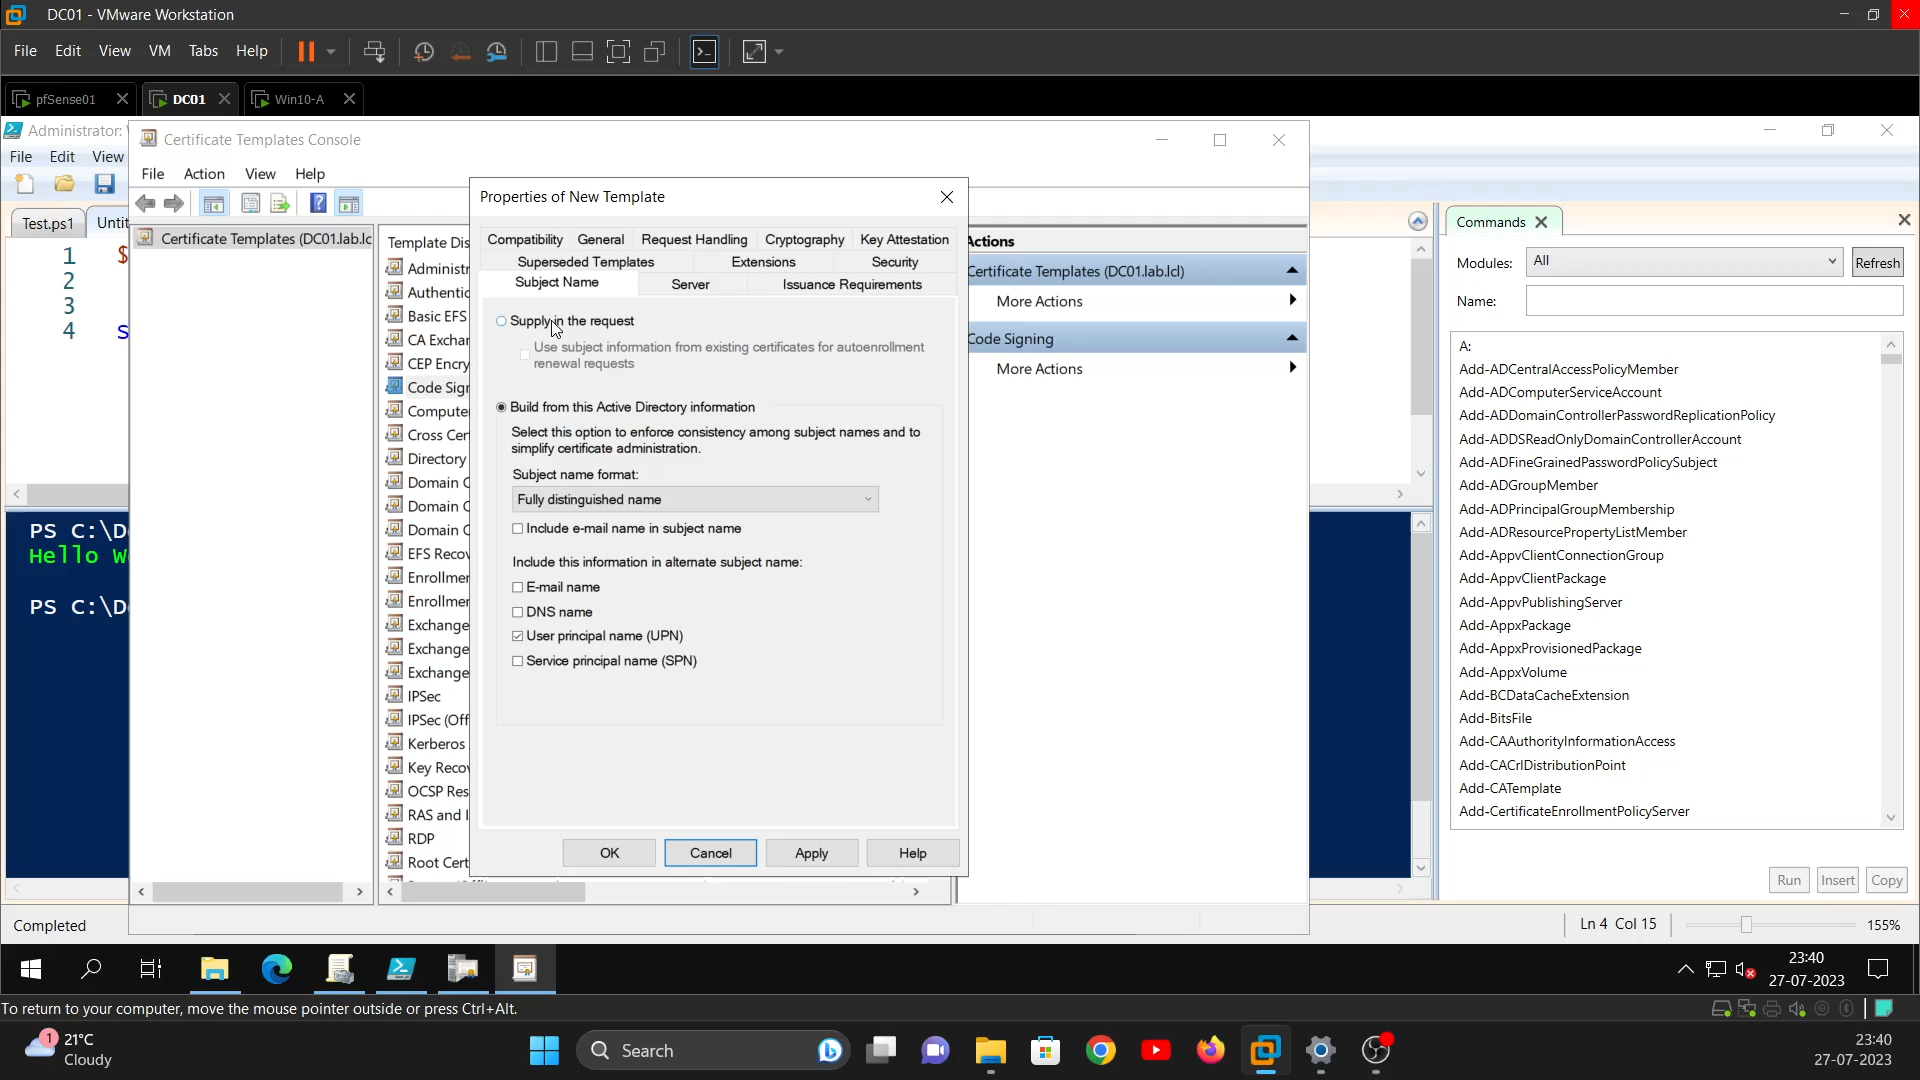 DC01 - VMware Workstation
File Edit View VM Tabs Help
pfSense01
DC01
Win10-A
Administrator:
File Edit View
Test.ps1
Untit
1
2
3
4
$
S
PS C:\D
Hello W
PS C:\D
Completed
Certificate Templates Console
File Action View Help
Certificate Templates (DC01.lab.lc
Template Dis
Administr
Authentic
Basic EFS
CA Exchan
CEP Encry
Code Sign
Compute
Cross Cert
Directory
Domain C
Domain C
Domain C
EFS Recov
Enrollmer
Enrollmer
Exchange
Exchange
Exchange
IPSec
IPSec (Off
Kerberos
Key Recov
OCSP Res
RAS and I
RDP
Root Cert
Properties of New Template
Compatibility General Request Handling Cryptography Key Attestation
Superseded Templates Extensions Security
Subject Name Server Issuance Requirements
Supply in the request
Use subject information from existing certificates for autoenrollment
renewal requests
Build from this Active Directory information
Select this option to enforce consistency among subject names and to
simplify certificate administration.
Subject name format:
Fully distinguished name
Include e-mail name in subject name
Include this information in alternate subject name:
E-mail name
DNS name
User principal name (UPN)
Service principal name (SPN)
OK Cancel Apply Help
Actions
Certificate Templates (DC01.lab.lcl)
More Actions
Code Signing
More Actions
Commands
Modules: All Refresh
Name:
A:
Add-ADCentralAccessPolicyMember
Add-ADComputerServiceAccount
Add-ADDomainControllerPasswordReplicationPolicy
Add-ADDSReadOnlyDomainControllerAccount
Add-ADFineGrainedPasswordPolicySubject
Add-ADGroupMember
Add-ADPrincipalGroupMembership
Add-ADResourcePropertyListMember
Add-AppvClientConnectionGroup
Add-AppvClientPackage
Add-AppvPublishingServer
Add-AppxPackage
Add-AppxProvisionedPackage
Add-AppxVolume
Add-BCDataCacheExtension
Add-BitsFile
Add-CAAuthorityInformationAccess
Add-CACrlDistributionPoint
Add-CATemplate
Add-CertificateEnrollmentPolicyServer
Run Insert Copy
Ln 4 Col 15
155%
23:40
27-07-2023
To return to your computer, move the mouse pointer outside or press Ctrl+Alt.
1
21°C
Cloudy
Search
23:40
27-07-2023